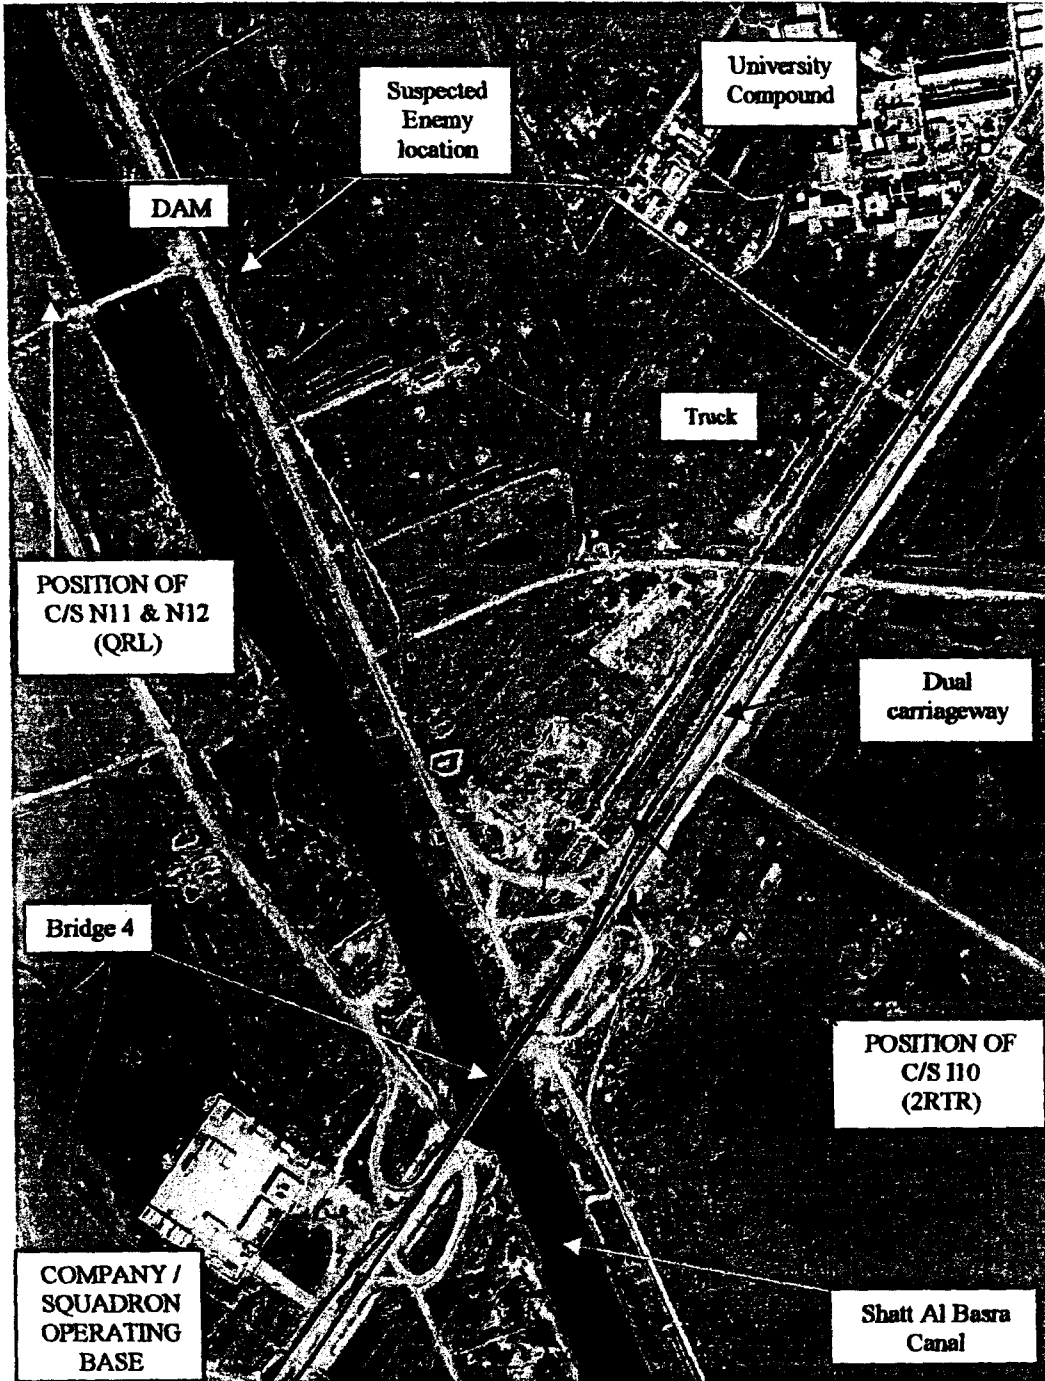 University
Compound
Suspected
Enemy
location
DAM
Truck
POSITION OF
C/S N11 & N12
(QRL)
Dual
carriageway
Bridge 4
POSITION OF
C/S I10
(2RTR)
COMPANY /
SQUADRON
OPERATING
BASE
Shatt Al Basra
Canal